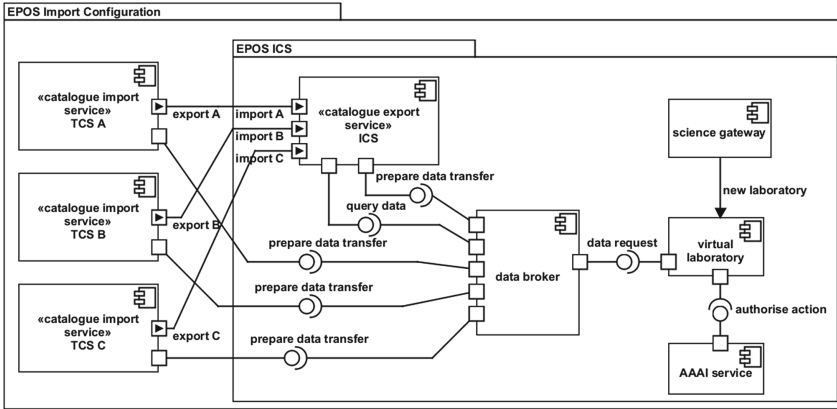 EPOS Import Configuration
EPOS ICS
«catalogue import
service»
TCS A
export A
import A
import B
import C
«catalogue export
service»
ICS
science gateway
prepare data transfer
query data
new laboratory
«catalogue import
service»
TCS B
export B
prepare data transfer
data broker
data request
virtual
laboratory
prepare data transfer
authorise action
«catalogue import
service»
TCS C
export C
prepare data transfer
AAAI service